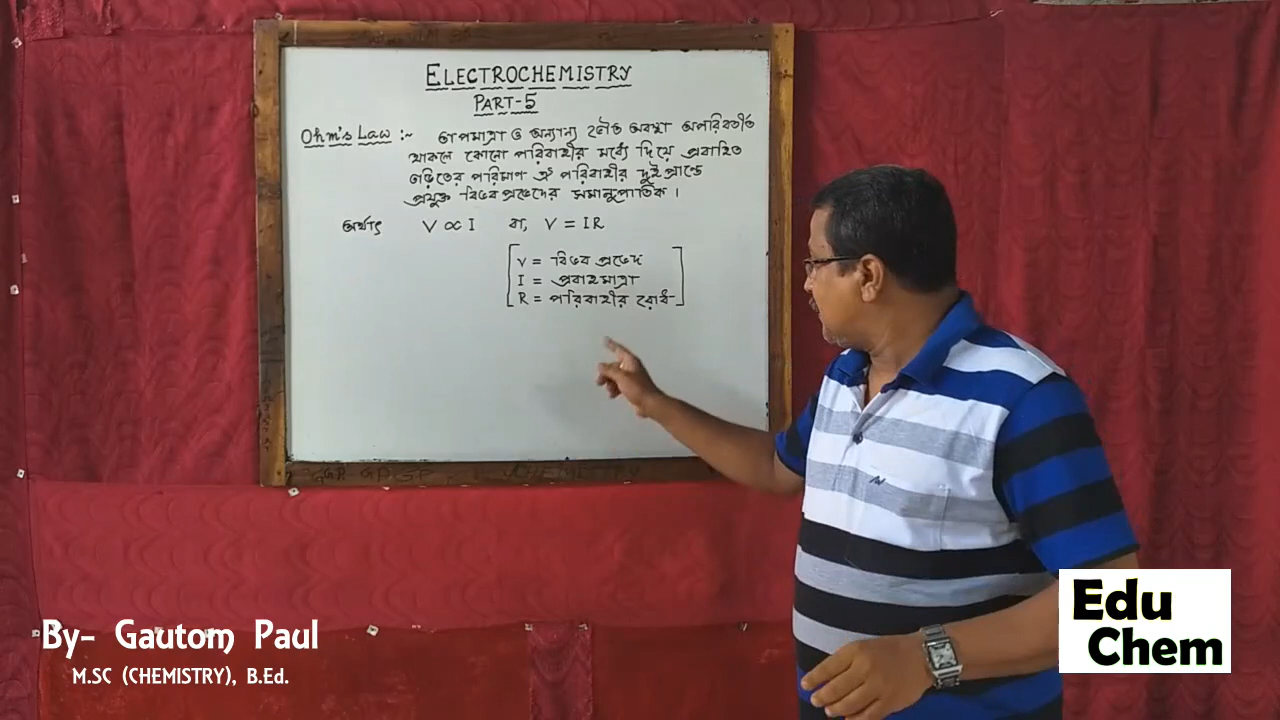 ELECTROCHEMISTRY
PART-5
Ohm's Law :~ তাপমাত্রা ও অন্যান্য ভৌত অবস্থা অপরিবর্তীত
থাকলে কোনো পরিবাহীর মধ্যে দিয়ে প্রবাহিত
তড়িতের পরিমাণ ঐ পরিবাহীর দুই প্রান্তে
প্রযুক্ত বিভব প্রভেদের সমানুপাতিক ।
অর্থাৎ V ∝ I বা, V = IR
V = বিভব প্রভেদ
I = প্রবাহমাত্রা
R = পরিবাহীর রোধ
CHEMISTRY
By- Gautom Paul
M.SC (CHEMISTRY), B.Ed.
Edu
Chem